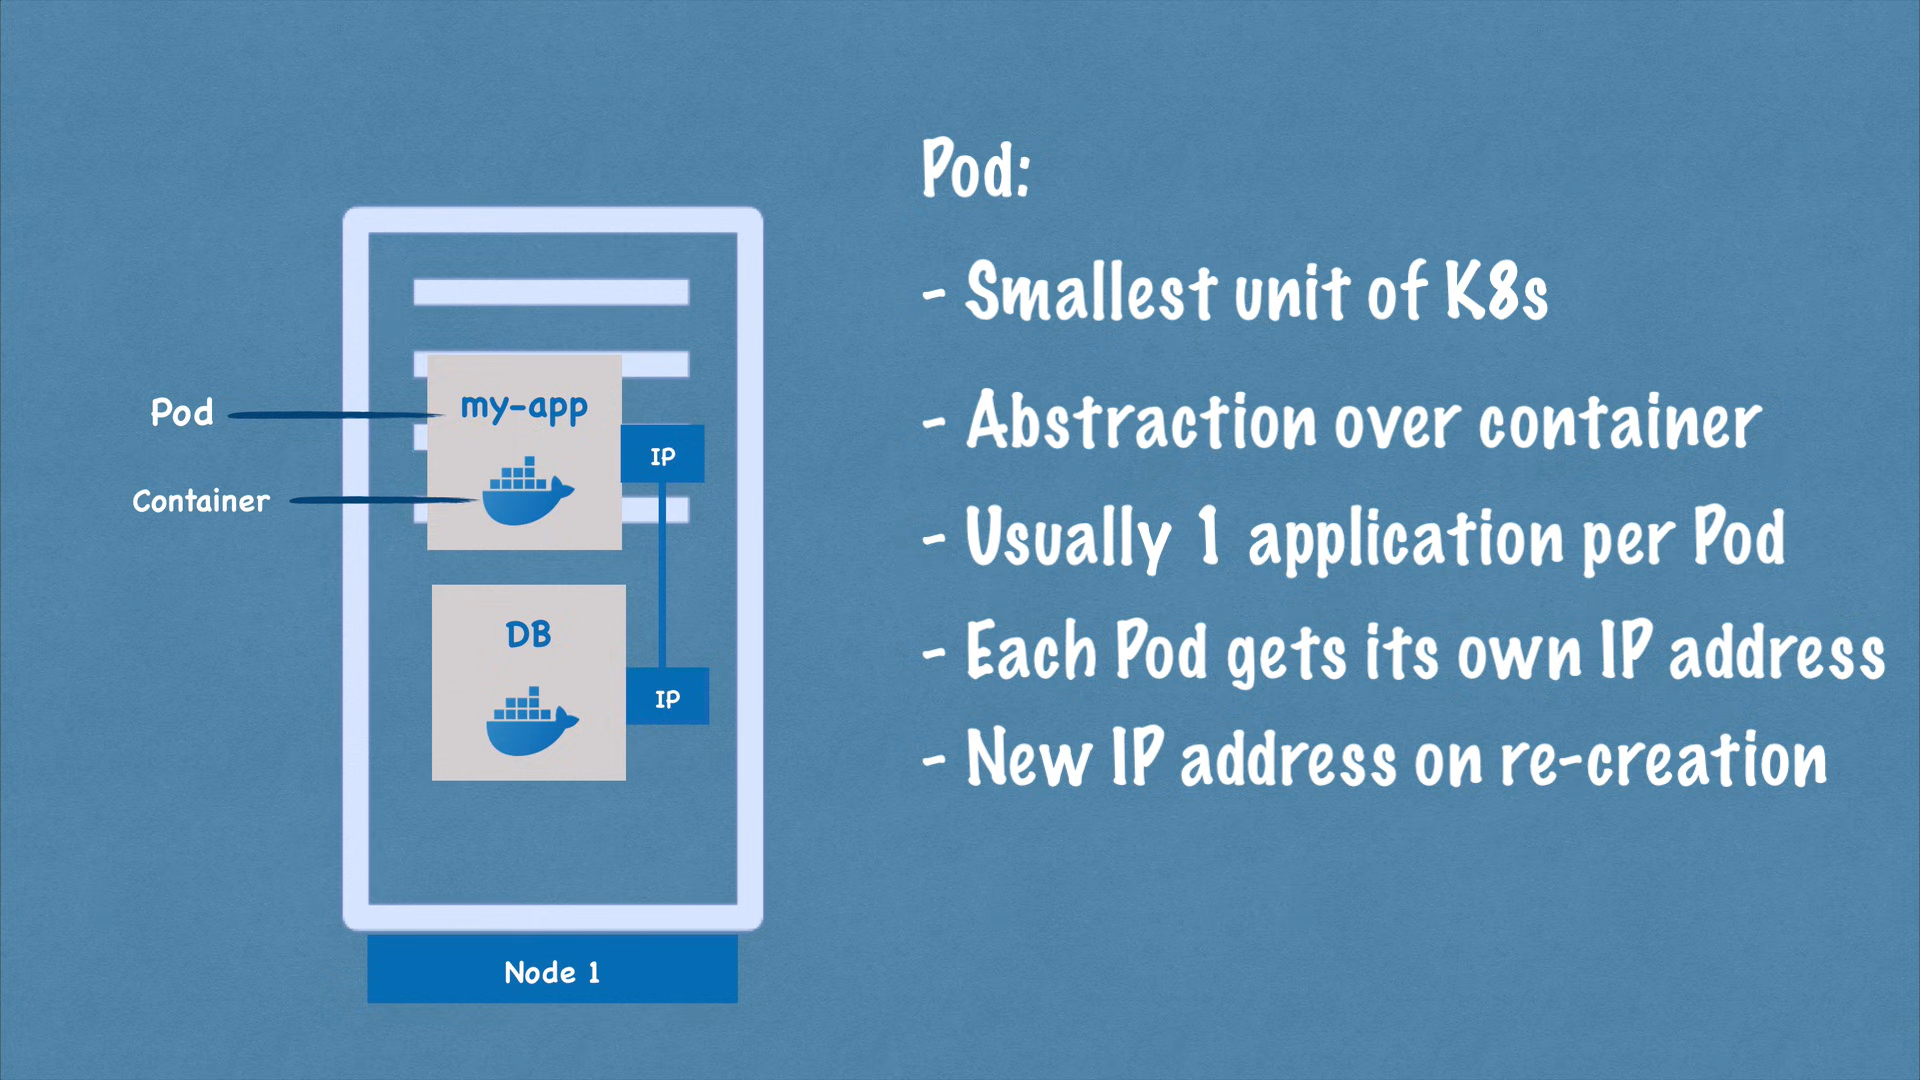 Pod:
- Smallest unit of K8s
- Abstraction over container
- Usually 1 application per Pod
- Each Pod gets its own IP address
- New IP address on re-creation
Pod
my-app
IP
Container
DB
IP
Node 1